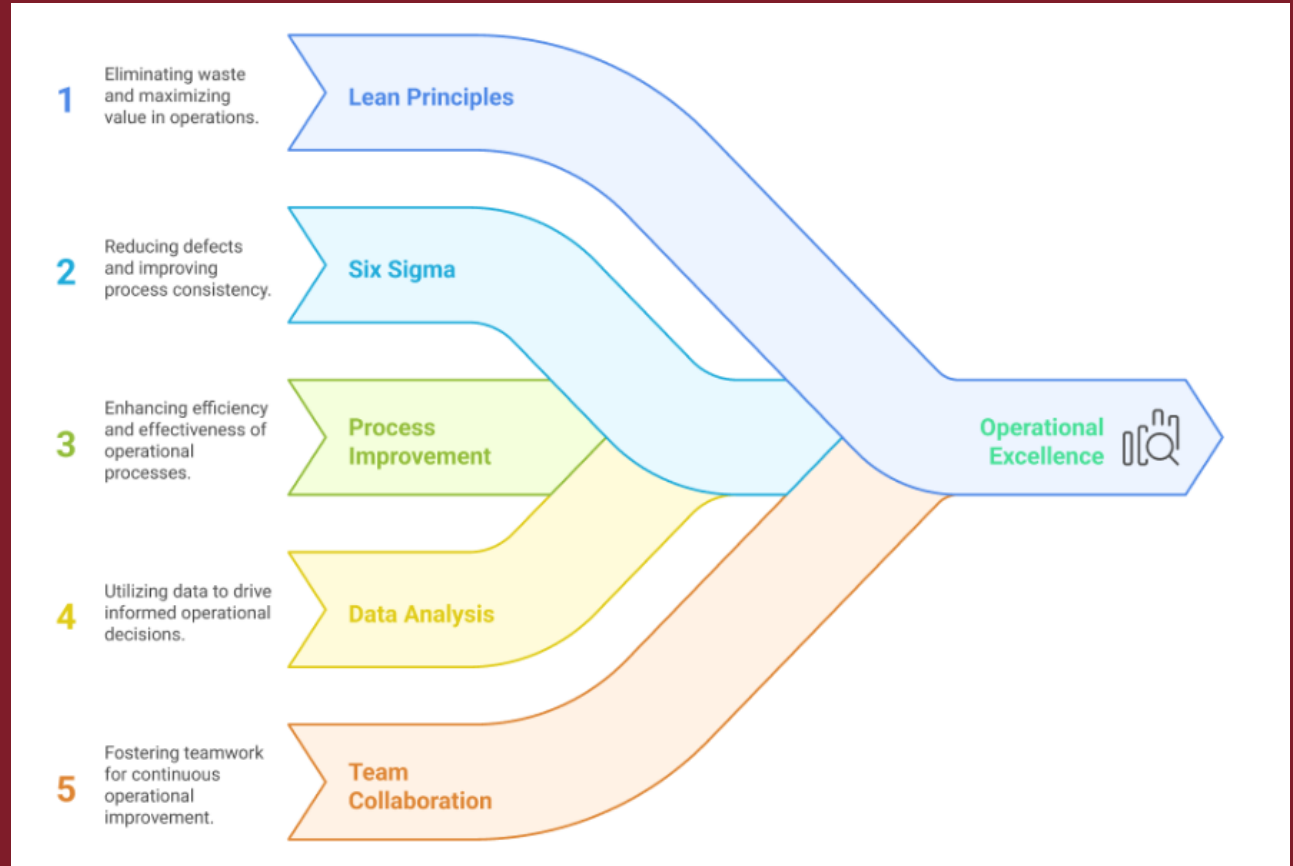 1
Eliminating waste
and maximizing
value in operations.
Lean Principles
2
Reducing defects
and improving
process consistency.
Six Sigma
3
Enhancing efficiency
and effectiveness of
operational
processes.
Process
Improvement
Operational
Excellence
4
Utilizing data to drive
informed operational
decisions.
Data Analysis
5
Fostering teamwork
for continuous
operational
improvement.
Team
Collaboration